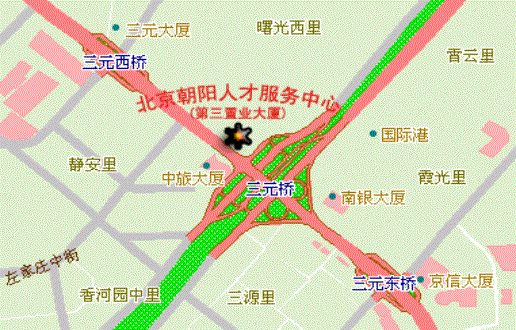 三元大厦
曙光西里
霄云里
三元西桥
北京朝阳人才服务中心
(第三置业大厦)
国际港
静安里
中旅大厦
三元桥
霞光里
南银大厦
左家庄中街
三元东桥
京信大厦
香河园中里
三源里